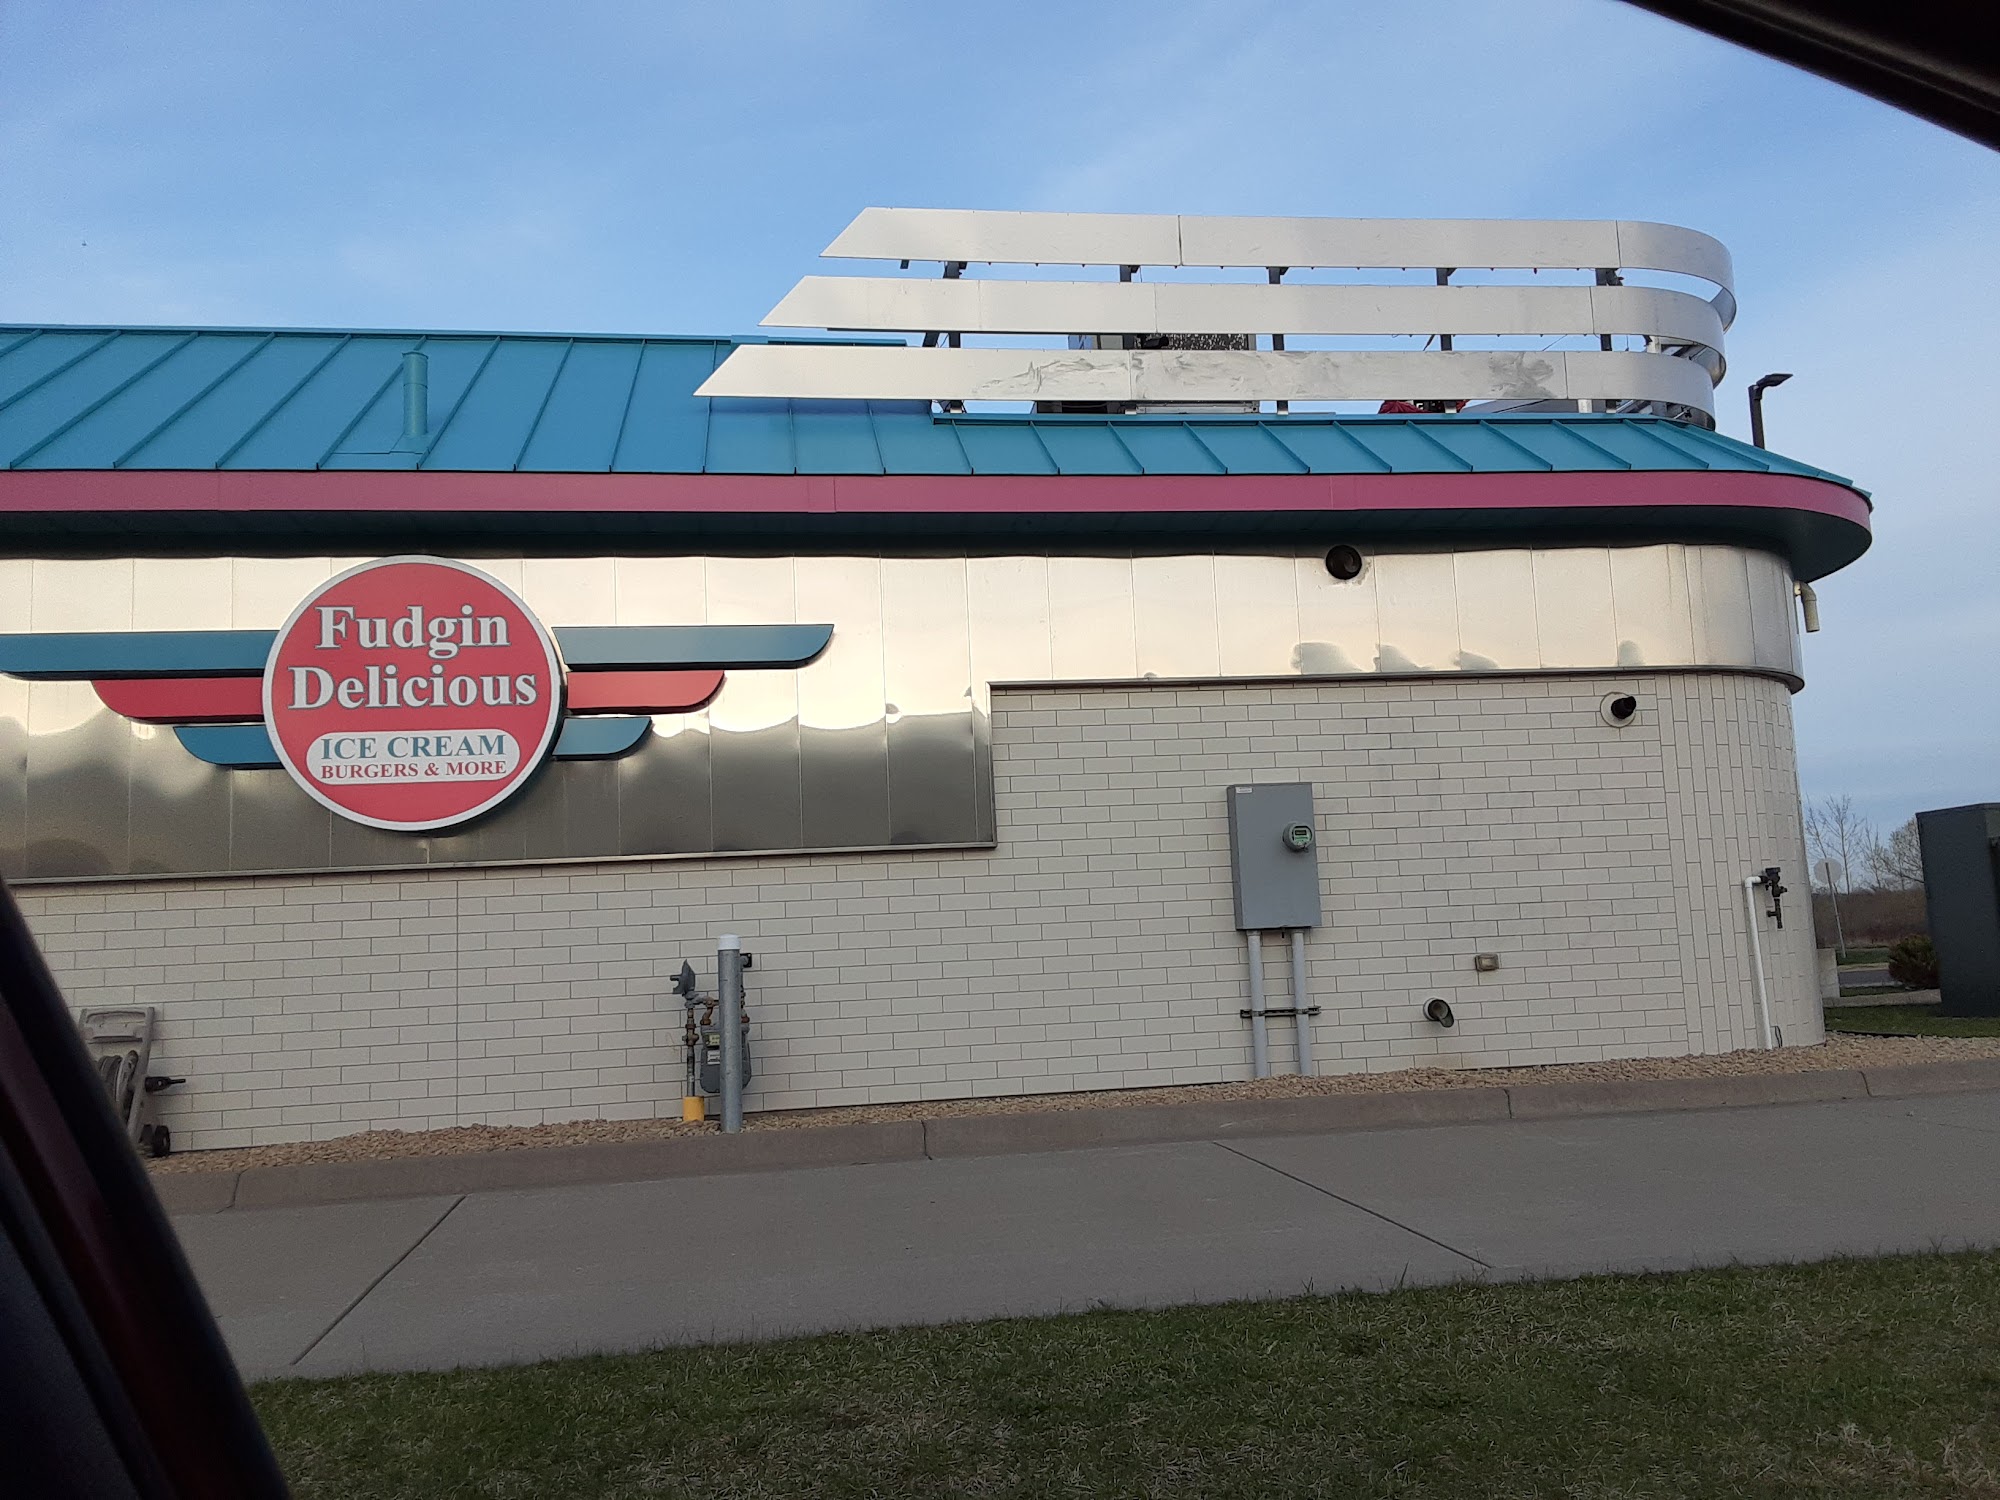 Fudgin
Delicious
ICE CREAM
BURGERS & MORE